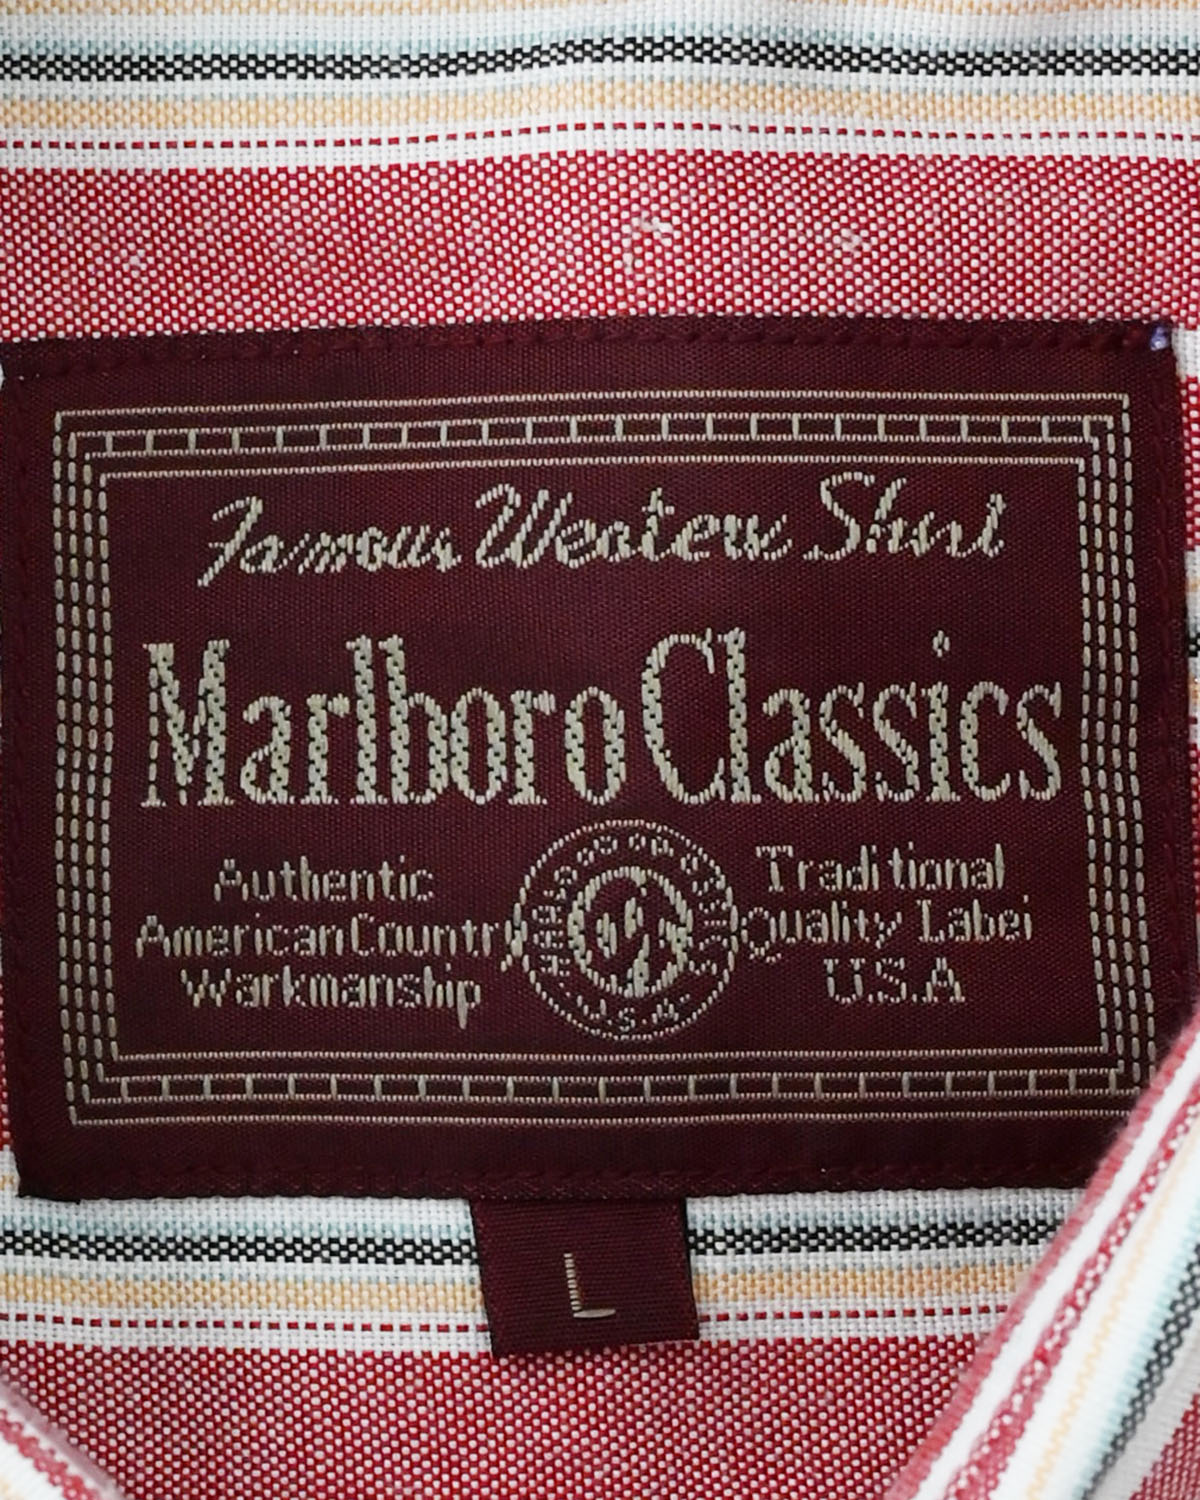 Famous Western Shirt
Marlboro Classics
Authentic
American Country
Workmanship
Traditional
Quality Label
U.S.A
U.S.A.
L